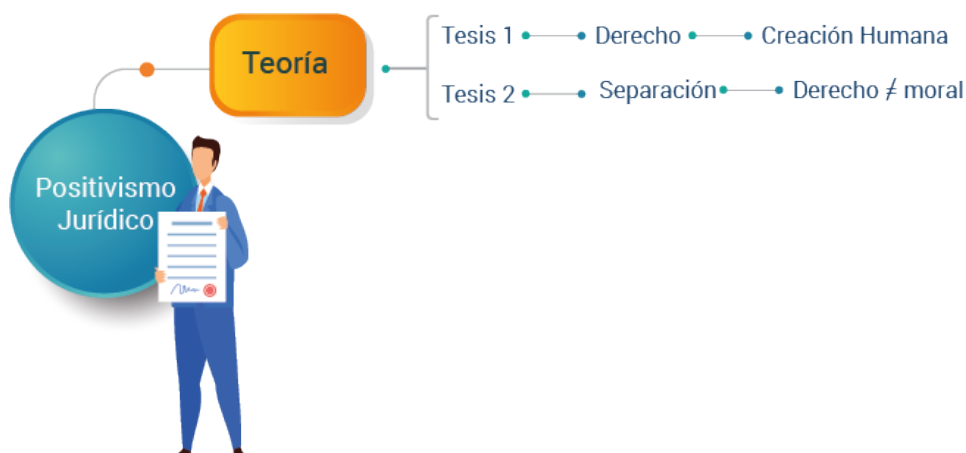 Teoría
Tesis 1 Derecho Creación Humana
Tesis 2 Separación Derecho ≠ moral
Positivismo
Jurídico